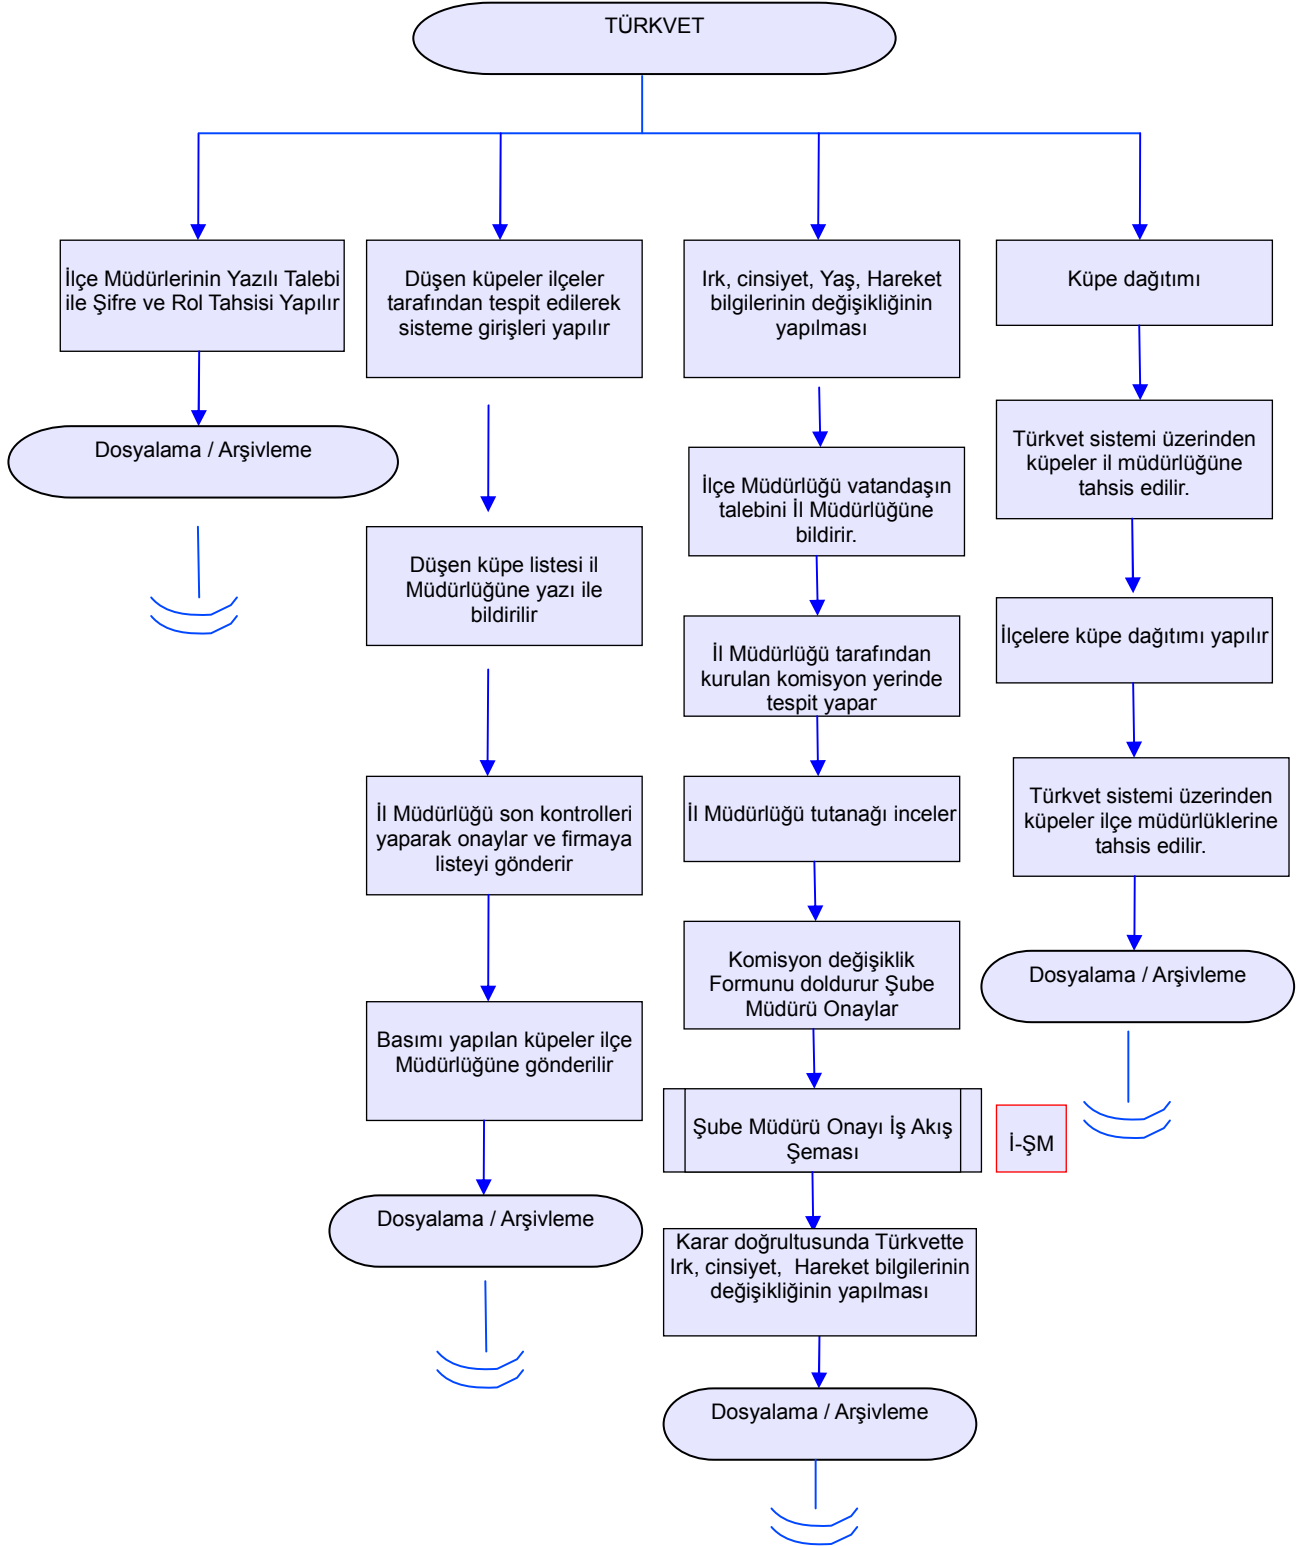 TÜRKVET
İlçe Müdürlerinin Yazılı Talebi
ile Şifre ve Rol Tahsisi Yapılır
Dosyalama / Arşivleme
Düşen küpeler ilçeler
tarafından tespit edilerek
sisteme girişleri yapılır
Düşen küpe listesi il
Müdürlüğüne yazı ile
bildirilir
İl Müdürlüğü son kontrolleri
yaparak onaylar ve firmaya
listeyi gönderir
Basımı yapılan küpeler ilçe
Müdürlüğüne gönderilir
Dosyalama / Arşivleme
Irk, cinsiyet, Yaş, Hareket
bilgilerinin değişikliğinin
yapılması
İlçe Müdürlüğü vatandaşın
talebini İl Müdürlüğüne
bildirir.
İl Müdürlüğü tarafından
kurulan komisyon yerinde
tespit yapar
İl Müdürlüğü tutanağı inceler
Komisyon değişiklik
Formunu doldurur Şube
Müdürü Onaylar
Şube Müdürü Onayı İş Akış
Şeması
İ-ŞM
Karar doğrultusunda Türkvette
Irk, cinsiyet,  Hareket bilgilerinin
değişikliğinin yapılması
Dosyalama / Arşivleme
Küpe dağıtımı
Türkvet sistemi üzerinden
küpeler il müdürlüğüne
tahsis edilir.
İlçelere küpe dağıtımı yapılır
Türkvet sistemi üzerinden
küpeler ilçe müdürlüklerine
tahsis edilir.
Dosyalama / Arşivleme